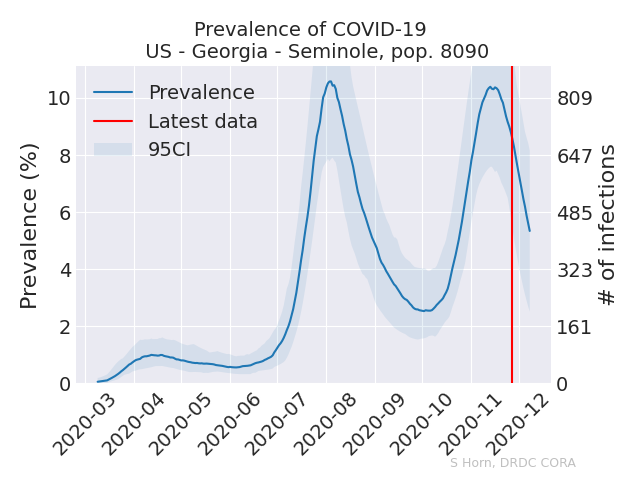 Prevalence of COVID-19
US - Georgia - Seminole, pop. 8090
Prevalence
Latest data
95CI
Prevalence (%)
10
8
6
4
2
0
# of infections
809
647
485
323
161
0
2020-03
2020-04
2020-05
2020-06
2020-07
2020-08
2020-09
2020-10
2020-11
2020-12
S Horn, DRDC CORA